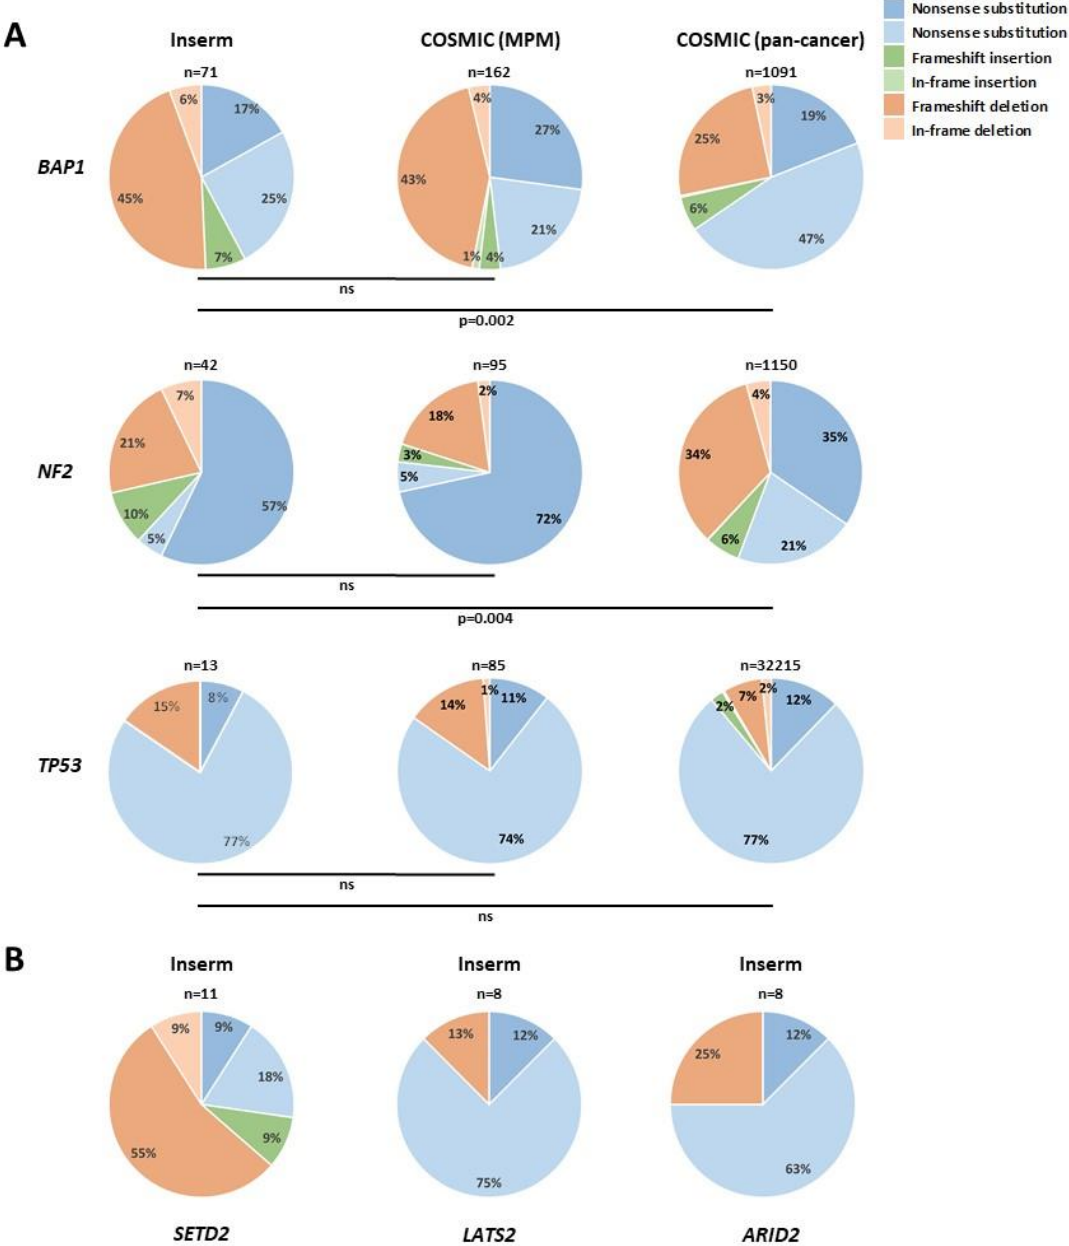 Nonsense substitution
Nonsense substitution
Frameshift insertion
In-frame insertion
Frameshift deletion
In-frame deletion
A
Inserm COSMIC (MPM) COSMIC (pan-cancer)
n=71 n=162 n=1091
BAP1
6% 17% 25% 7% 45%
4% 27% 21% 4% 1% 43%
3% 19% 47% 6% 25%
ns
p=0.002
n=42 n=95 n=1150
NF2
7% 57% 5% 10% 21%
2% 72% 5% 3% 18%
4% 35% 21% 6% 34%
ns
p=0.004
n=13 n=85 n=32215
TP53
8% 77% 15%
1% 11% 74% 14%
2% 12% 77% 2% 7%
ns
ns
B
Inserm Inserm Inserm
n=11 n=8 n=8
9% 9% 18% 9% 55%
13% 12% 75%
12% 63% 25%
SETD2 LATS2 ARID2